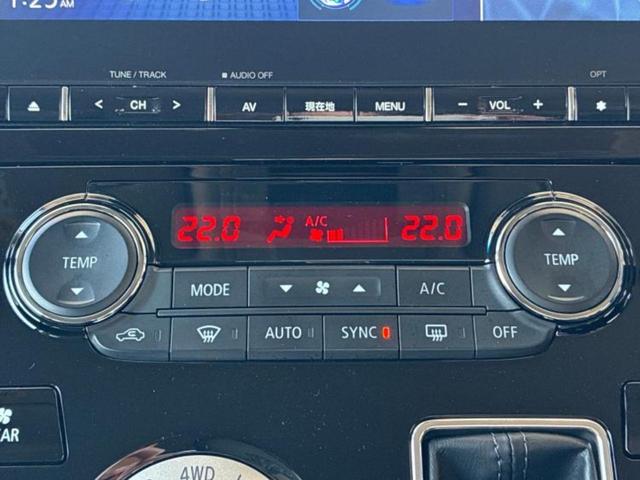 1:25 AM
TUNE / TRACK AUDIO OFF OPT
< CH > AV 現在地 MENU − VOL + ✱
22.0 A/C 22.0
TEMP TEMP
MODE A/C
AUTO SYNC OFF
4WD